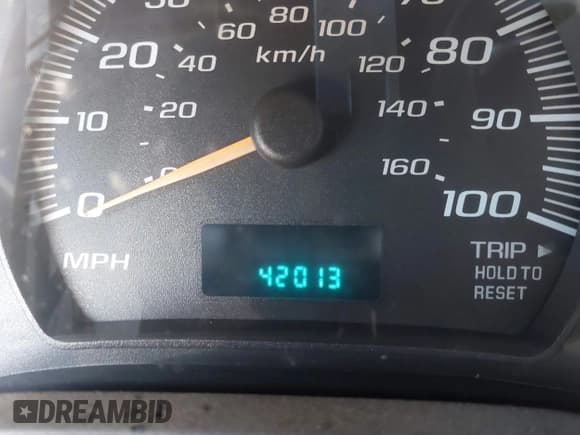 60 80 100
km/h
20 40 120 80
10 20 140 90
0 160 100
MPH 42013 TRIP
HOLD TO
RESET
DREAMBID